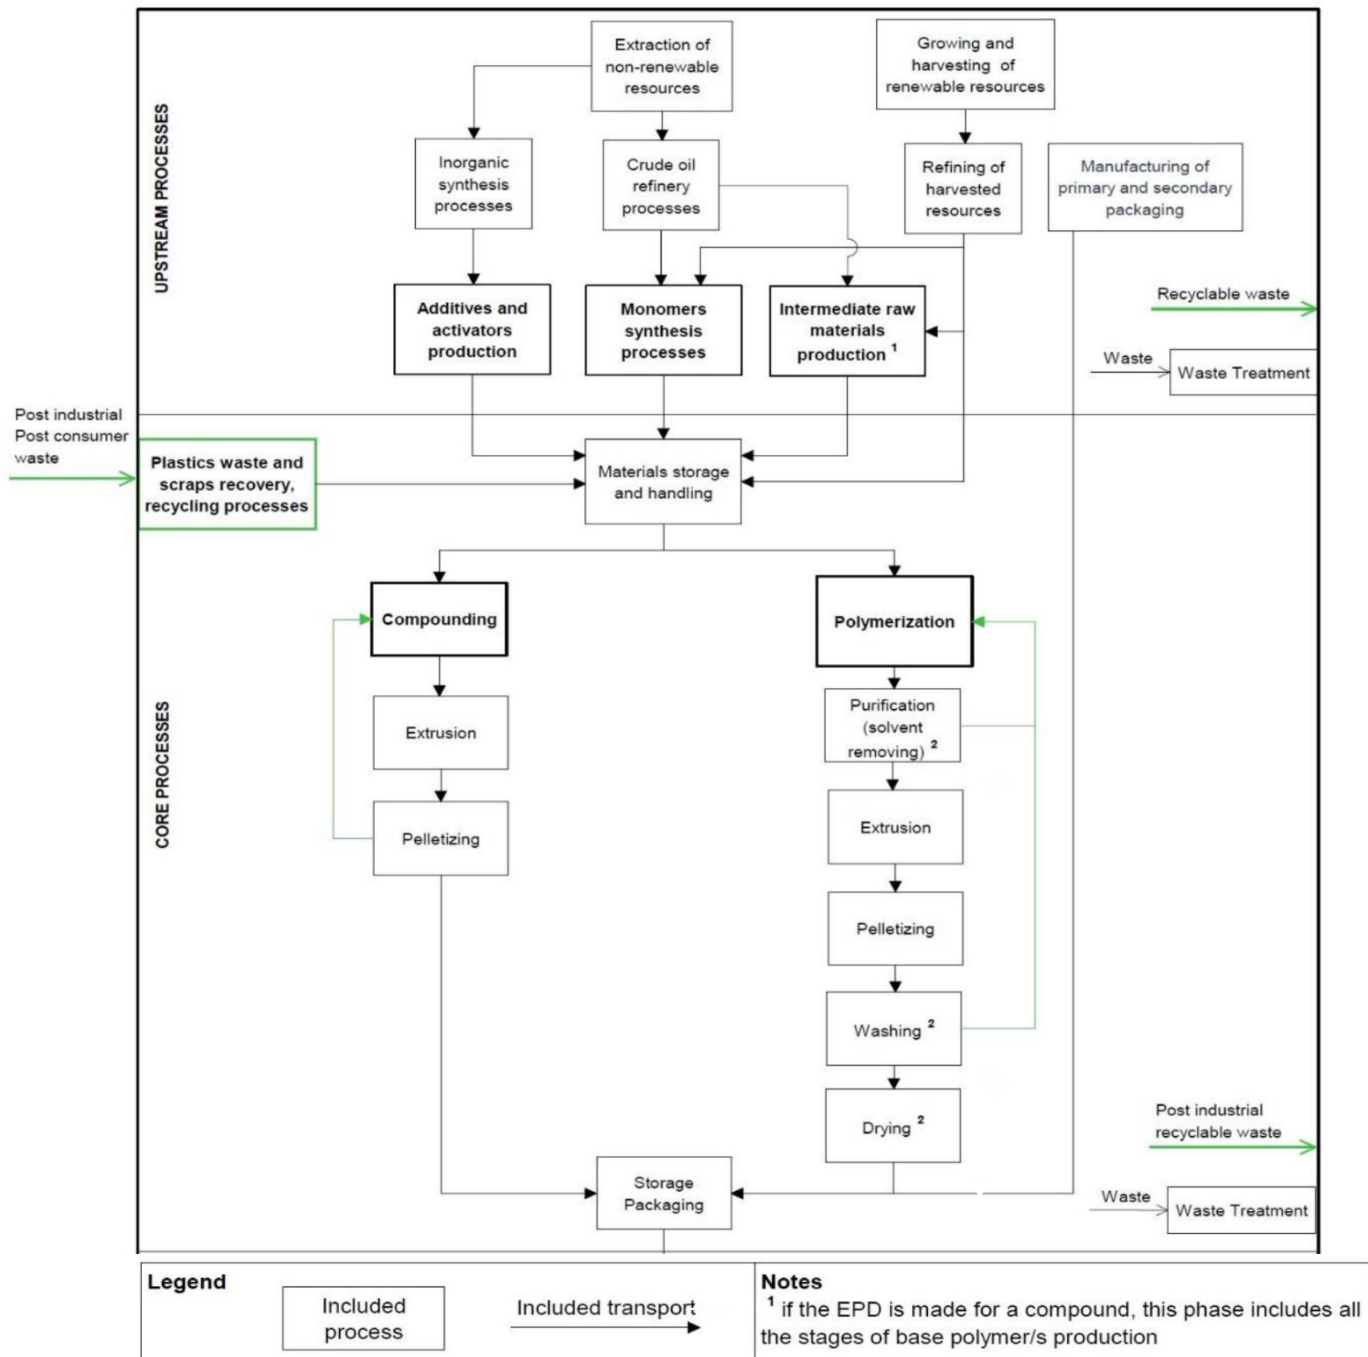 UPSTREAM PROCESSES
Extraction of
non-renewable
resources
Growing and
harvesting of
renewable resources
Inorganic
synthesis
processes
Crude oil
refinery
processes
Refining of
harvested
resources
Manufacturing of
primary and secondary
packaging
Additives and
activators
production
Monomers
synthesis
processes
Intermediate raw
materials
production 1
Recyclable waste
Waste
Waste Treatment
Post industrial
Post consumer
waste
Plastics waste and
scraps recovery,
recycling processes
Materials storage
and handling
CORE PROCESSES
Compounding
Extrusion
Pelletizing
Polymerization
Purification
(solvent
removing) 2
Extrusion
Pelletizing
Washing 2
Drying 2
Storage
Packaging
Post industrial
recyclable waste
Waste
Waste Treatment
Legend
Included
process
Included transport
Notes
1 if the EPD is made for a compound, this phase includes all
the stages of base polymer/s production